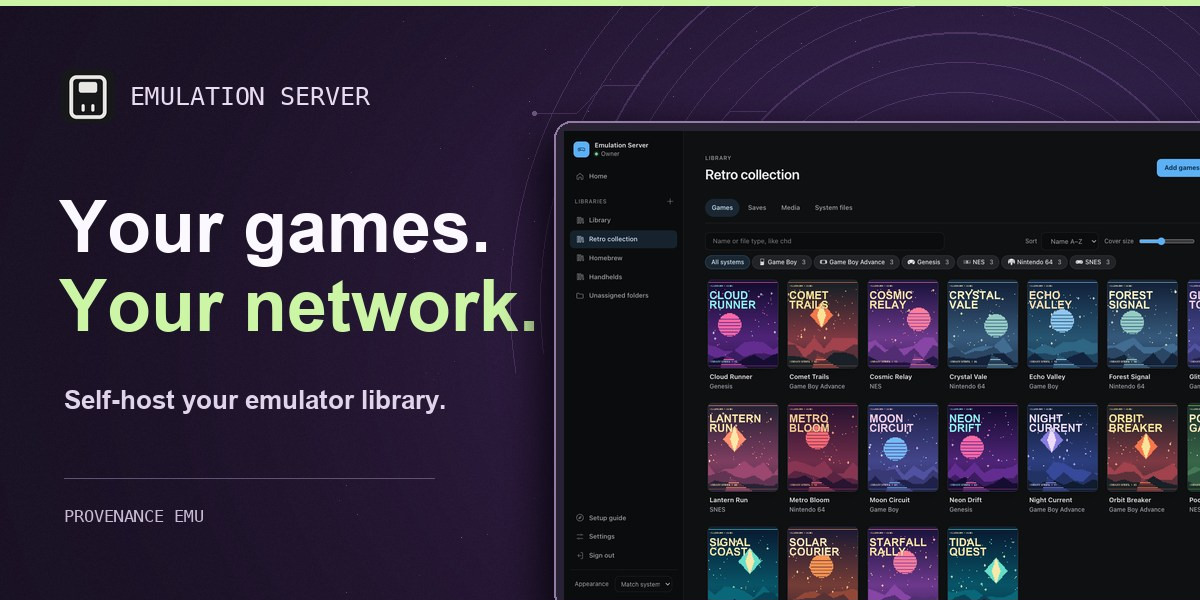 EMULATION SERVER
Your games.
Your network.
Self-host your emulator library.
PROVENANCE EMU
Emulation Server
Owner
Home
LIBRARIES
Library
Retro collection
Homebrew
Handhelds
Unassigned folders
Setup guide
Settings
Sign out
Appearance Match system
LIBRARY
Retro collection
Add games
Games Saves Media System files
Name or file type, like chd
Sort Name A–Z Cover size
All systems Game Boy 3 Game Boy Advance 3 Genesis 3 NES 3 Nintendo 64 3 SNES 3
CLOUD RUNNER
COMET TRAILS
COSMIC RELAY
CRYSTAL VALE
ECHO VALLEY
FOREST SIGNAL
Cloud Runner
Genesis
Comet Trails
Game Boy Advance
Cosmic Relay
NES
Crystal Vale
Nintendo 64
Echo Valley
Game Boy
Forest Signal
Nintendo 64
LANTERN RUN
METRO BLOOM
MOON CIRCUIT
NEON DRIFT
NIGHT CURRENT
ORBIT BREAKER
Lantern Run
SNES
Metro Bloom
Nintendo 64
Moon Circuit
Game Boy
Neon Drift
Genesis
Night Current
Game Boy Advance
Orbit Breaker
Game Boy Advance
SIGNAL COAST
SOLAR COURIER
STARFALL RALLY
TIDAL QUEST